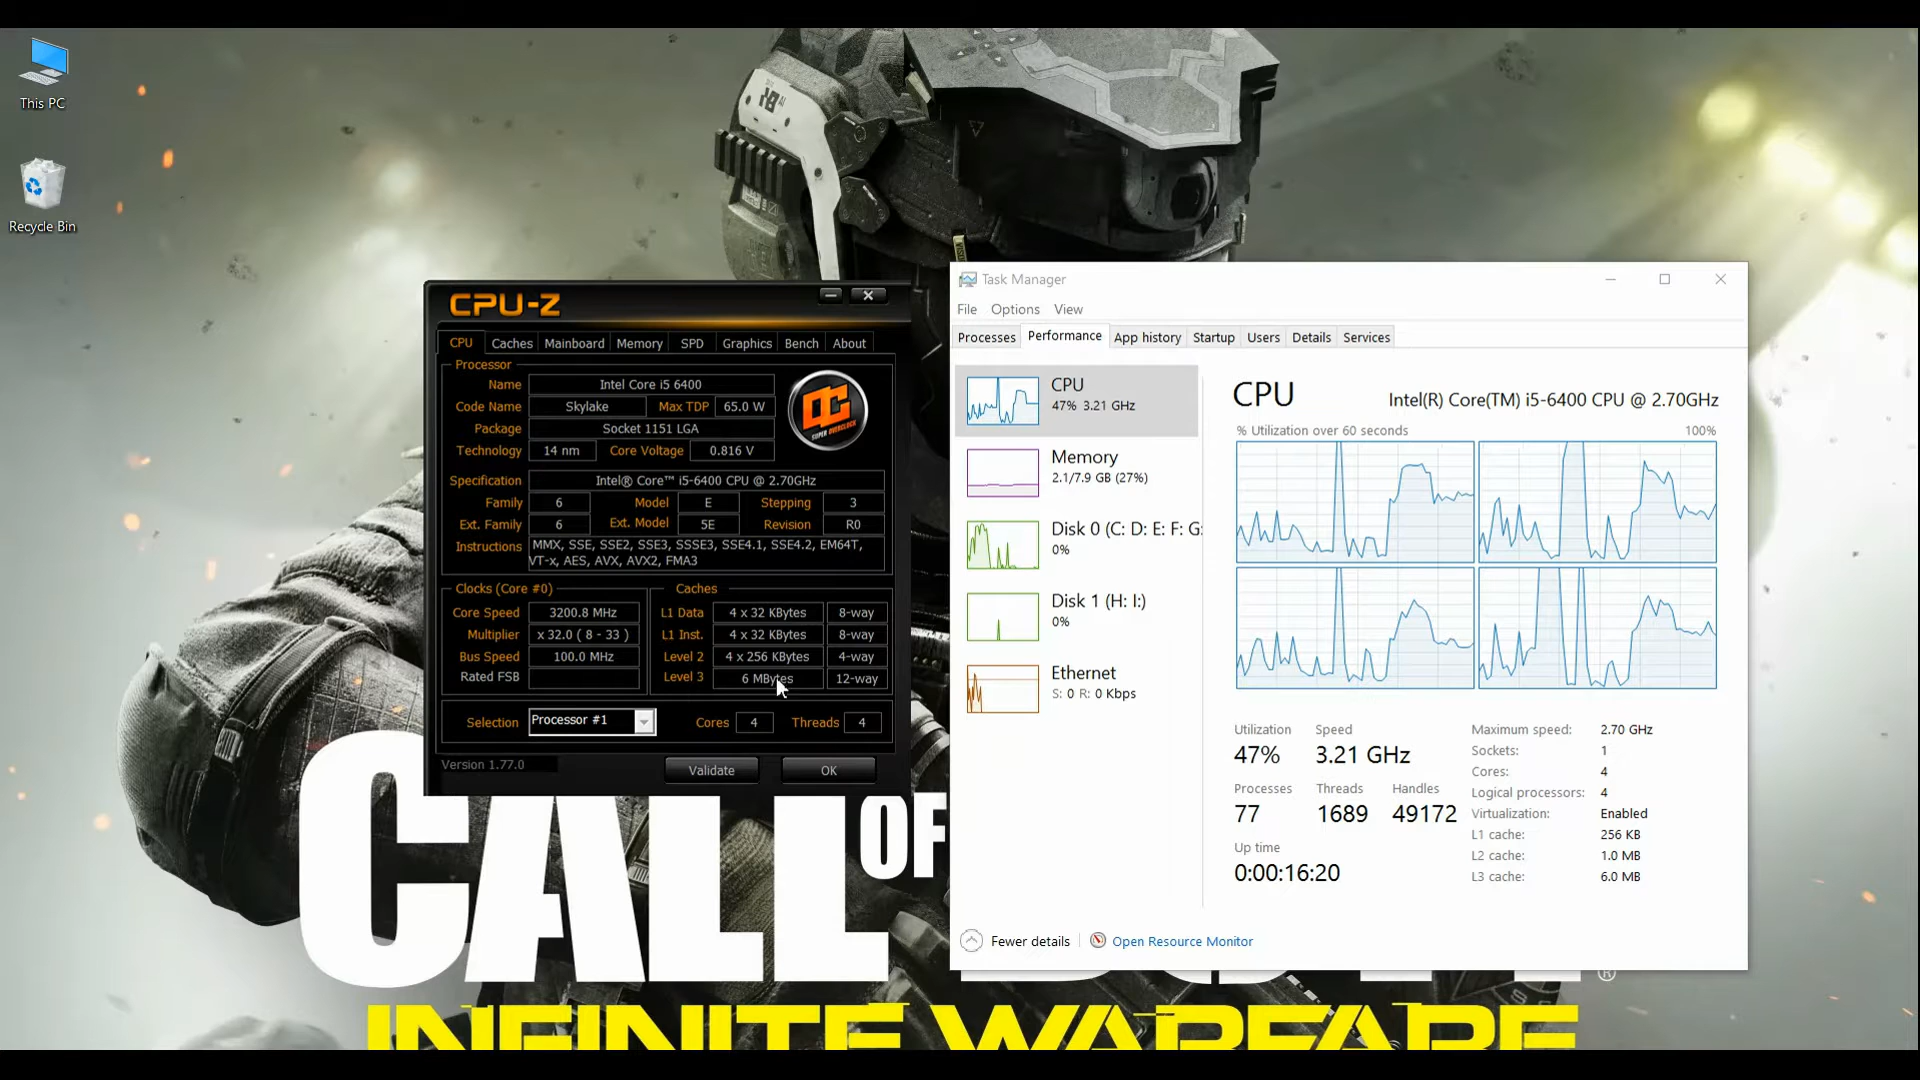 This PC
Recycle Bin
CPU-Z
CPU Caches Mainboard Memory SPD Graphics Bench About
Processor
Name Intel Core i5 6400
Code Name Skylake Max TDP 65.0 W
Package Socket 1151 LGA
Technology 14 nm Core Voltage 0.816 V
SUPER OVERCLOCK
Specification Intel® Core™ i5-6400 CPU @ 2.70GHz
Family 6 Model E Stepping 3
Ext. Family 6 Ext. Model 5E Revision R0
Instructions MMX, SSE, SSE2, SSE3, SSSE3, SSE4.1, SSE4.2, EM64T,
VT-x, AES, AVX, AVX2, FMA3
Clocks (Core #0) Caches
Core Speed 3200.8 MHz L1 Data 4 x 32 KBytes 8-way
Multiplier x 32.0 ( 8 - 33 ) L1 Inst. 4 x 32 KBytes 8-way
Bus Speed 100.0 MHz Level 2 4 x 256 KBytes 4-way
Rated FSB Level 3 6 MBytes 12-way
Selection Processor #1 Cores 4 Threads 4
Version 1.77.0 Validate OK
Task Manager
File Options View
Processes Performance App history Startup Users Details Services
CPU
47% 3.21 GHz
Memory
2.1/7.9 GB (27%)
Disk 0 (C: D: E: F: G:
0%
Disk 1 (H: I:)
0%
Ethernet
S: 0 R: 0 Kbps
CPU Intel(R) Core(TM) i5-6400 CPU @ 2.70GHz
% Utilization over 60 seconds 100%
Utilization Speed
47% 3.21 GHz
Processes Threads Handles
77 1689 49172
Up time
0:00:16:20
Maximum speed: 2.70 GHz
Sockets: 1
Cores: 4
Logical processors: 4
Virtualization: Enabled
L1 cache: 256 KB
L2 cache: 1.0 MB
L3 cache: 6.0 MB
Fewer details Open Resource Monitor
CALL OF
INFINITE WARFARE